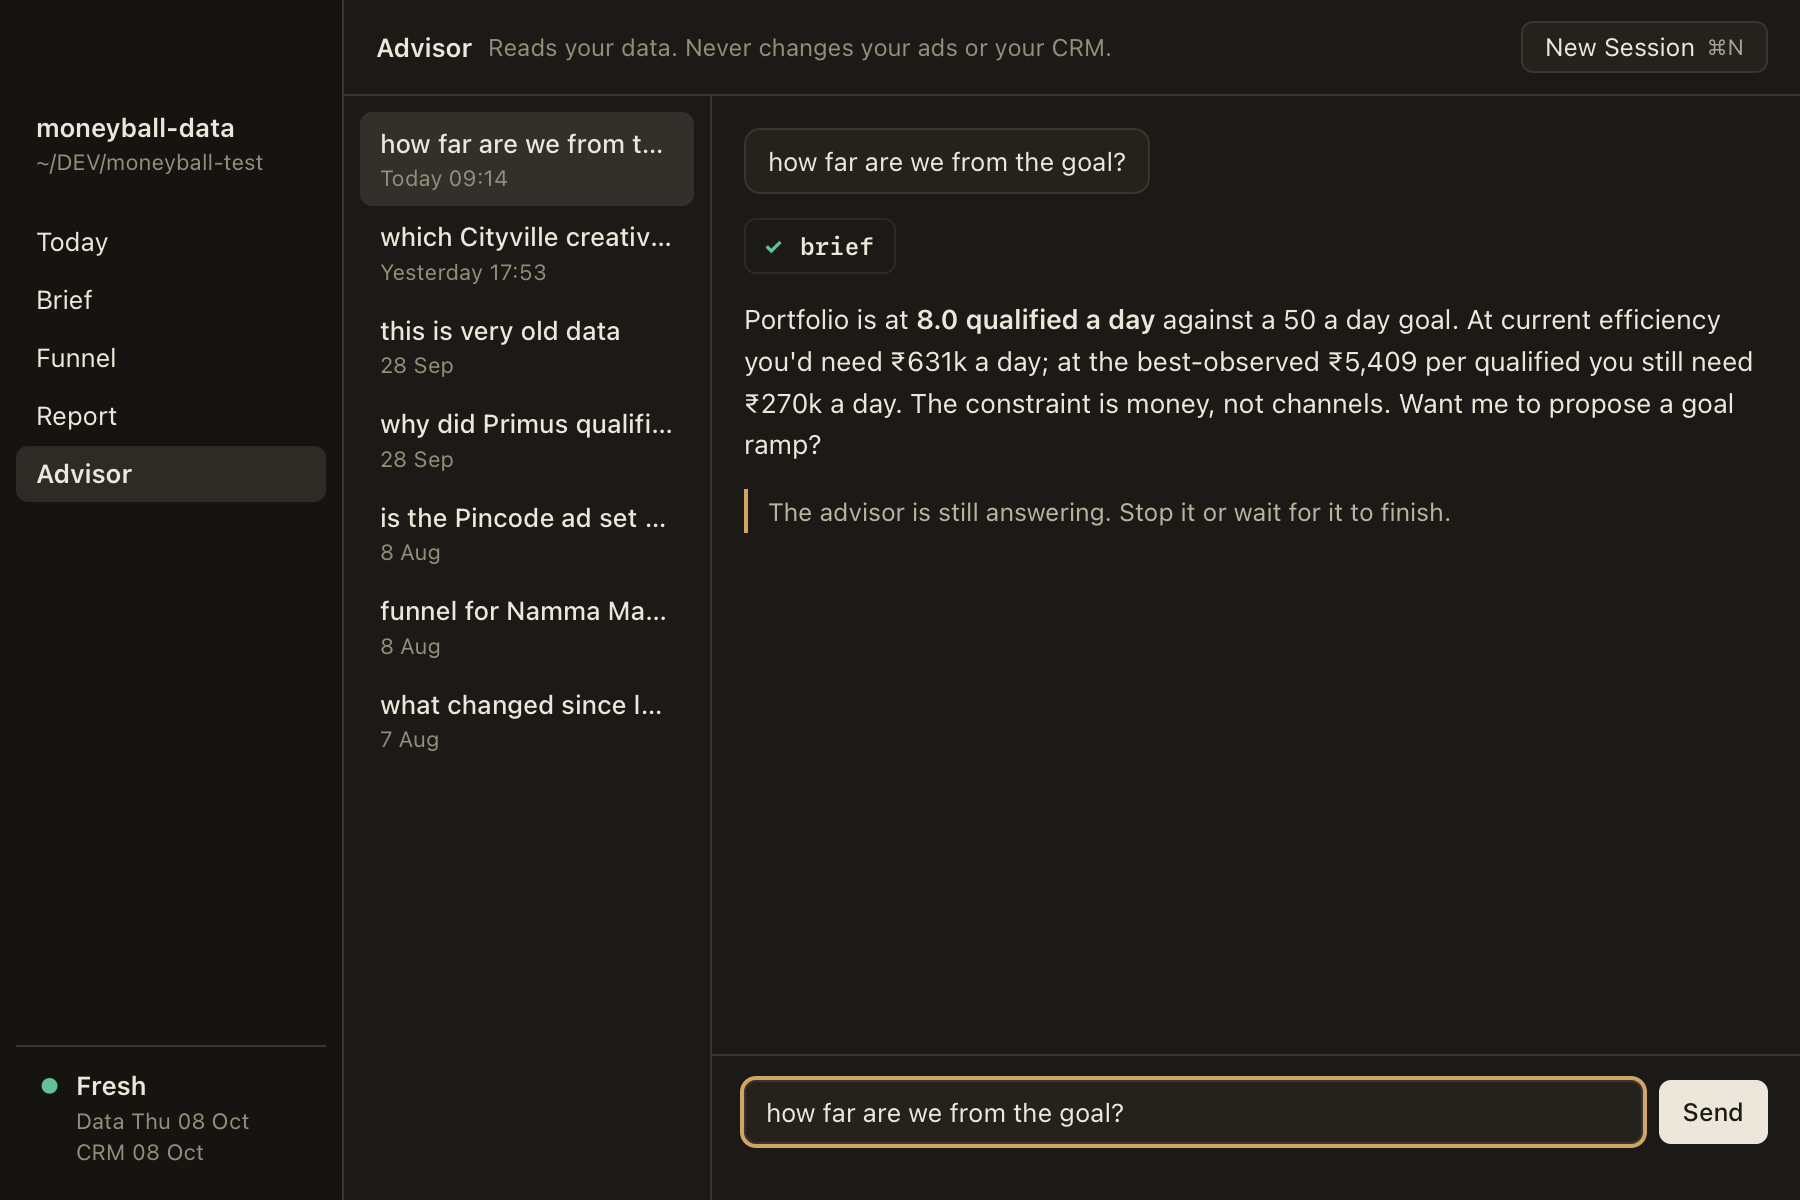 moneyball-data
~/DEV/moneyball-test
Today
Brief
Funnel
Report
Advisor
Fresh
Data Thu 08 Oct
CRM 08 Oct
Advisor Reads your data. Never changes your ads or your CRM.
New Session ⌘N
how far are we from t...
Today 09:14
which Cityville creativ...
Yesterday 17:53
this is very old data
28 Sep
why did Primus qualifi...
28 Sep
is the Pincode ad set ...
8 Aug
funnel for Namma Ma...
8 Aug
what changed since l...
7 Aug
how far are we from the goal?
✓ brief
Portfolio is at 8.0 qualified a day against a 50 a day goal. At current efficiency
you'd need ₹631k a day; at the best-observed ₹5,409 per qualified you still need
₹270k a day. The constraint is money, not channels. Want me to propose a goal
ramp?
The advisor is still answering. Stop it or wait for it to finish.
how far are we from the goal?
Send